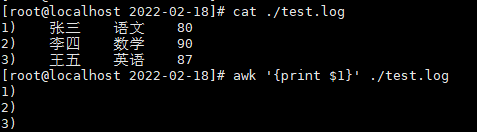 [root@localhost 2022-02-18]# cat ./test.log
1)    张三    语文    80
2)    李四    数学    90
3)    王五    英语    87
[root@localhost 2022-02-18]# awk '{print $1}' ./test.log
1)
2)
3)